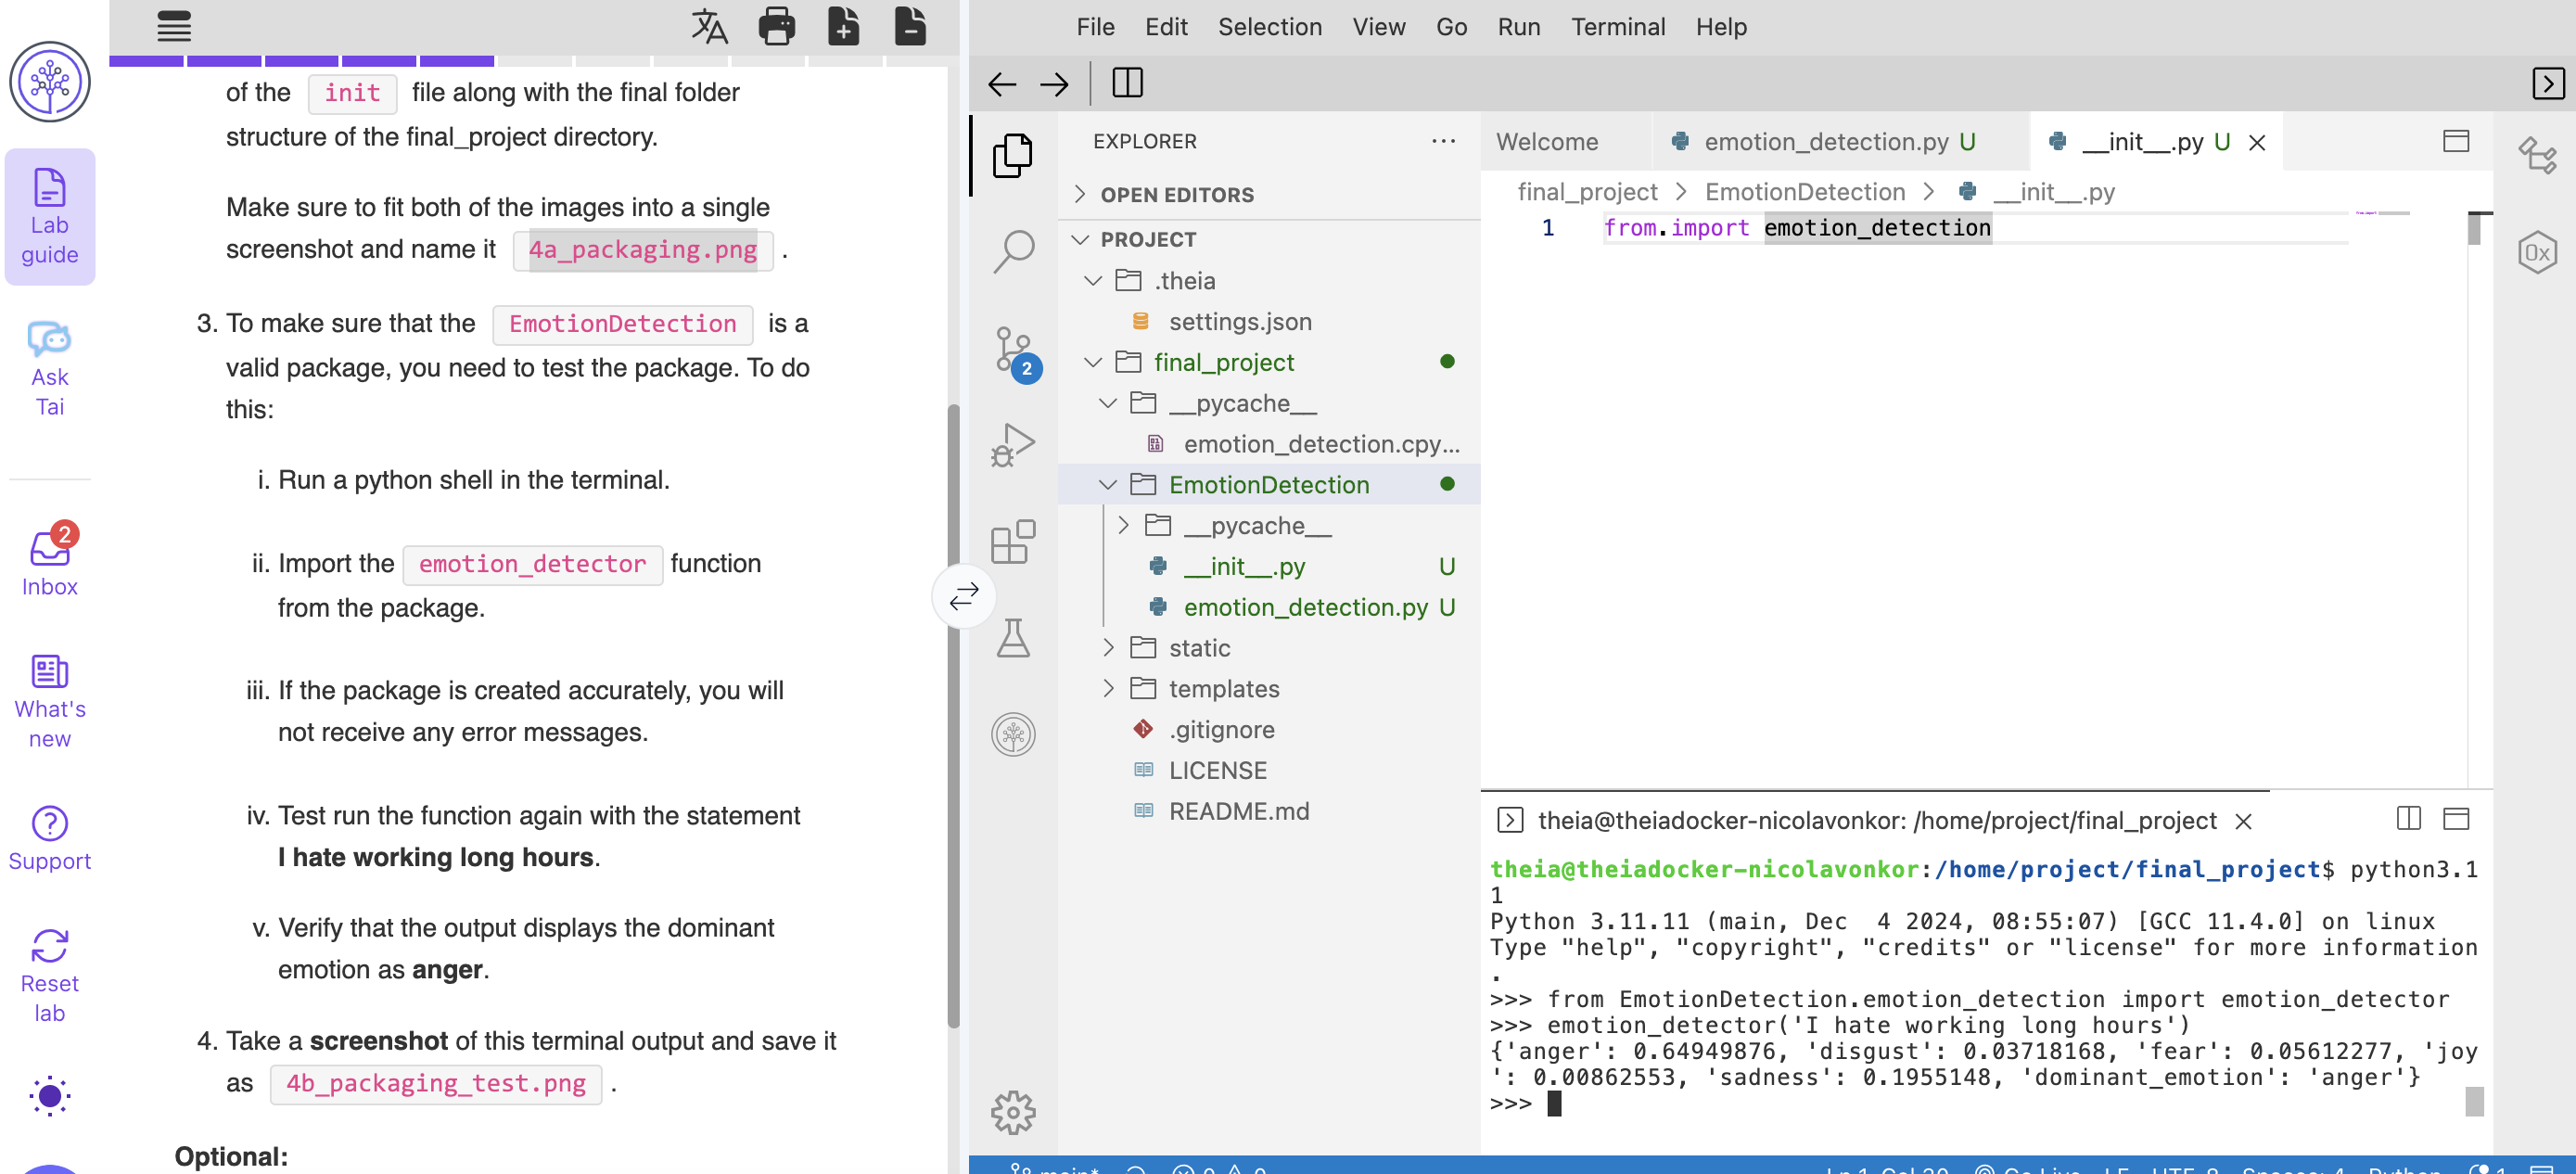 Lab
guide
Ask
Tai
2
Inbox
What's
new
Support
Reset
lab
of the init file along with the final folder
structure of the final_project directory.
Make sure to fit both of the images into a single
screenshot and name it 4a_packaging.png .
3. To make sure that the EmotionDetection is a
valid package, you need to test the package. To do
this:
i. Run a python shell in the terminal.
ii. Import the emotion_detector function
from the package.
iii. If the package is created accurately, you will
not receive any error messages.
iv. Test run the function again with the statement
I hate working long hours.
v. Verify that the output displays the dominant
emotion as anger.
4. Take a screenshot of this terminal output and save it
as 4b_packaging_test.png .
Optional:
File Edit Selection View Go Run Terminal Help
2
EXPLORER ...
OPEN EDITORS
PROJECT
.theia
settings.json
final_project
__pycache__
emotion_detection.cpy...
EmotionDetection
__pycache__
__init__.py U
emotion_detection.py U
static
templates
.gitignore
LICENSE
README.md
Welcome emotion_detection.py U __init__.py U
final_project > EmotionDetection > __init__.py
1 from.import emotion_detection
0x
theia@theiadocker-nicolavonkor: /home/project/final_project
theia@theiadocker-nicolavonkor:/home/project/final_project$ python3.1
1
Python 3.11.11 (main, Dec  4 2024, 08:55:07) [GCC 11.4.0] on linux
Type "help", "copyright", "credits" or "license" for more information
.
>>> from EmotionDetection.emotion_detection import emotion_detector
>>> emotion_detector('I hate working long hours')
{'anger': 0.64949876, 'disgust': 0.03718168, 'fear': 0.05612277, 'joy
': 0.00862553, 'sadness': 0.1955148, 'dominant_emotion': 'anger'}
>>>